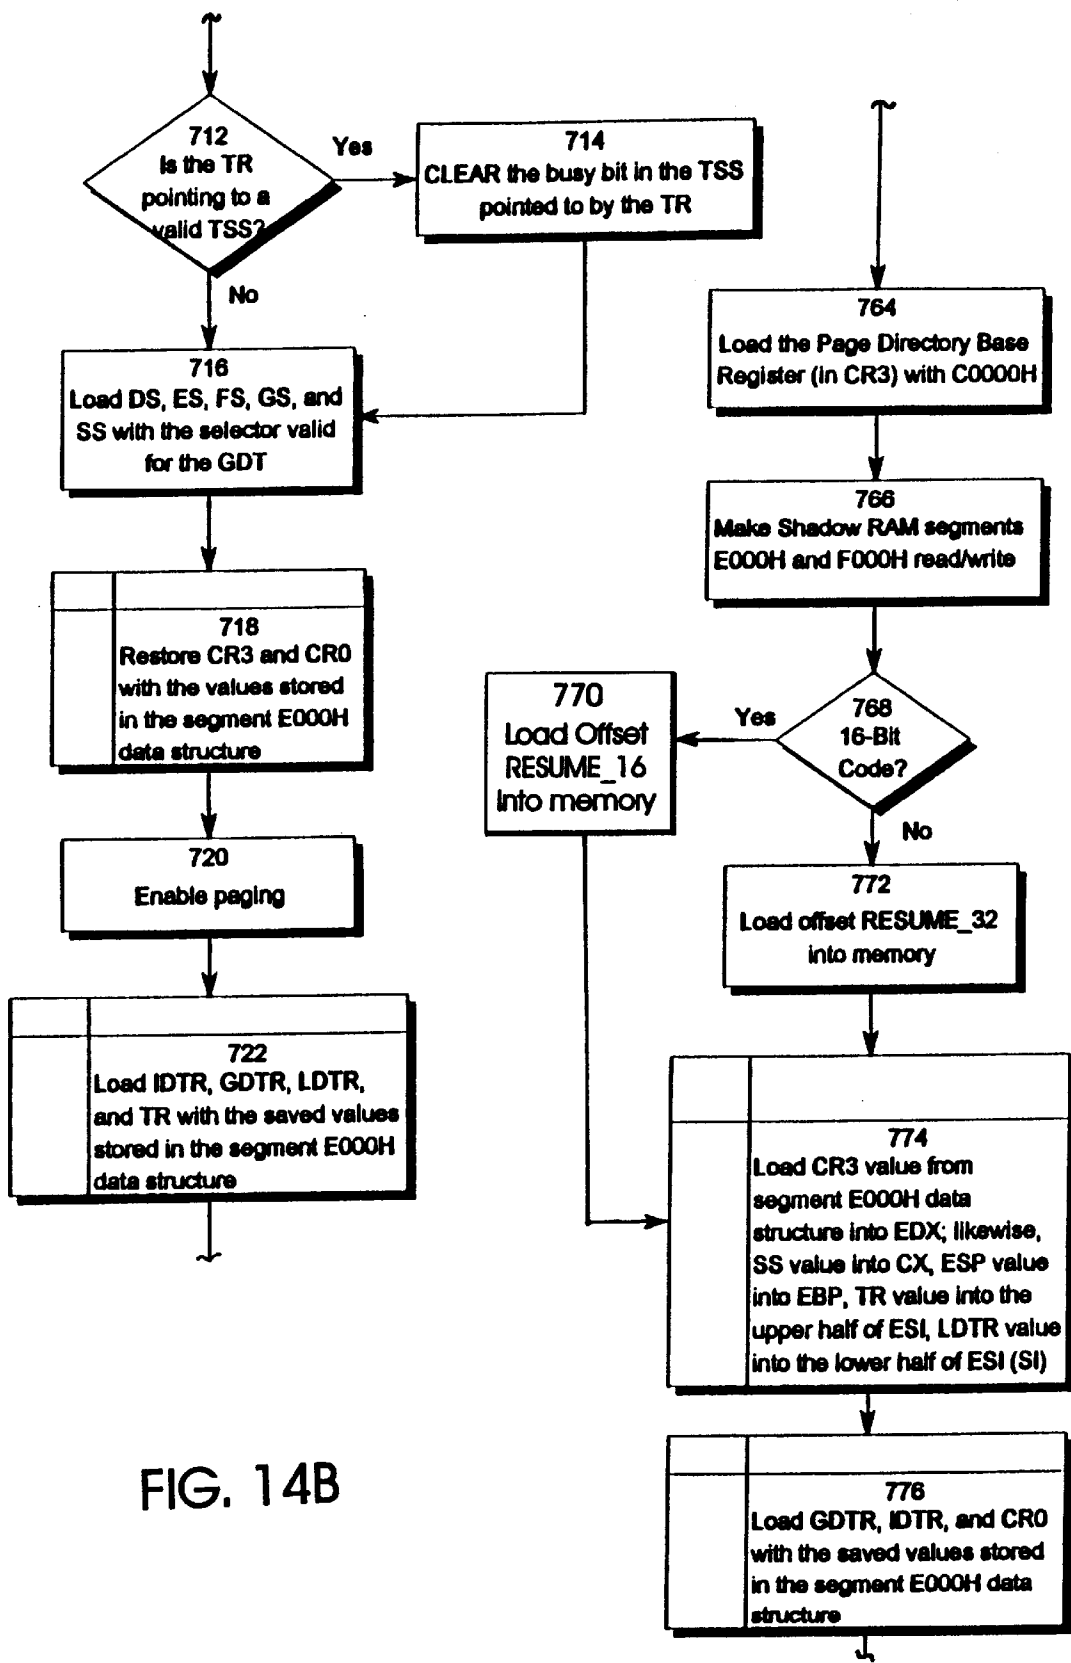 712
Is the TR
pointing to a
valid TSS?
Yes
No
714
CLEAR the busy bit in the TSS
pointed to by the TR
716
Load DS, ES, FS, GS, and
SS with the selector valid
for the GDT
718
Restore CR3 and CR0
with the values stored
in the segment E000H
data structure
720
Enable paging
722
Load IDTR, GDTR, LDTR,
and TR with the saved values
stored in the segment E000H
data structure
764
Load the Page Directory Base
Register (in CR3) with C0000H
766
Make Shadow RAM segments
E000H and F000H read/write
768
16-Bit
Code?
Yes
No
770
Load Offset
RESUME_16
into memory
772
Load offset RESUME_32
into memory
774
Load CR3 value from
segment E000H data
structure into EDX; likewise,
SS value into CX, ESP value
into EBP, TR value into the
upper half of ESI, LDTR value
into the lower half of ESI (SI)
776
Load GDTR, IDTR, and CR0
with the saved values stored
in the segment E000H data
structure
FIG. 14B